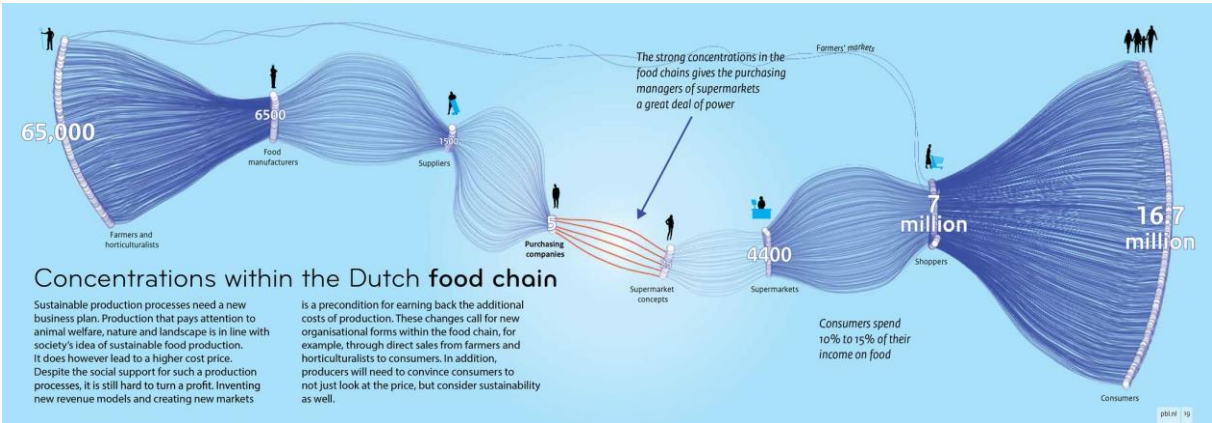 65,000
Farmers and
horticulturalists
6500
Food
manufacturers
1500
Suppliers
5
Purchasing
companies
The strong concentrations in the
food chains gives the purchasing
managers of supermarkets
a great deal of power
Farmers' markets
Supermarket
concepts
4400
Supermarkets
7
million
Shoppers
16.7
million
Consumers
Consumers spend
10% to 15% of their
income on food
Concentrations within the Dutch food chain
Sustainable production processes need a new
business plan. Production that pays attention to
animal welfare, nature and landscape is in line with
society's idea of sustainable food production.
It does however lead to a higher cost price.
Despite the social support for such a production
processes, it is still hard to turn a profit. Inventing
new revenue models and creating new markets
is a precondition for earning back the additional
costs of production. These changes call for new
organisational forms within the food chain, for
example, through direct sales from farmers and
horticulturalists to consumers. In addition,
producers will need to convince consumers to
not just look at the price, but consider sustainability
as well.
pbl.nl 19